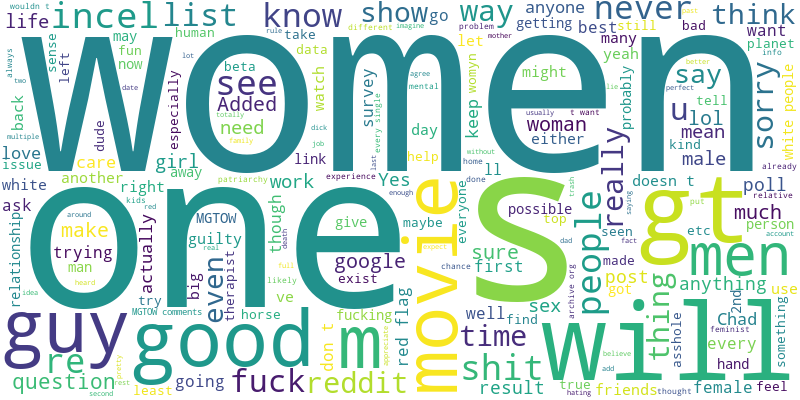 wouldn t
incel
list
know
show
go
way
anyone
getting
never
problem
different
imagine
past
think
life
may
fun
now
human
sense
left
always
two
beta
take
data
lot
rule
mother
let
womyn
best
still
many
yeah
bad
want
planet
info
women
see
Added
need
especially
dude
back
date
totally
family
watch
survey
agree
mental
dick
job
keep
day
might
woman
either
probably
say
u
lol
mean
male
tell
kind
better
perfect
lie
sorry
white people
multiple
love
issue
care
another
girl
away
link
help
last
every single
usually
t want
without
home
already
white
right
patriarchy
work
experience
Yes
enough
ll
done
possible
trash
doesn t
poll
relative
ask
kids
red
MGTOW
though
give
maybe
everyone
top
seen
etc
put
saying
much
person
account
around
make
trying
man
heard
idea
actually
guilty
real
big
therapist
death
google
exist
full
expect
sure
first
chance
dad
fact
made
one
s
gt
men
movie
people
really
relationship
try
MGTOW comments
likely
ve
horse
fucking
red flag
well
find
sex
archive org
post
got
anything
use
guy
good
m
time
will
thing
asshole
2nd
Chad
feminist
every
something
re
pretty
rest
second
question
least
going
fuck
don t
reddit
appreciate
shit
result
true
hating
believe
add
friends
thought
female
hand
feel